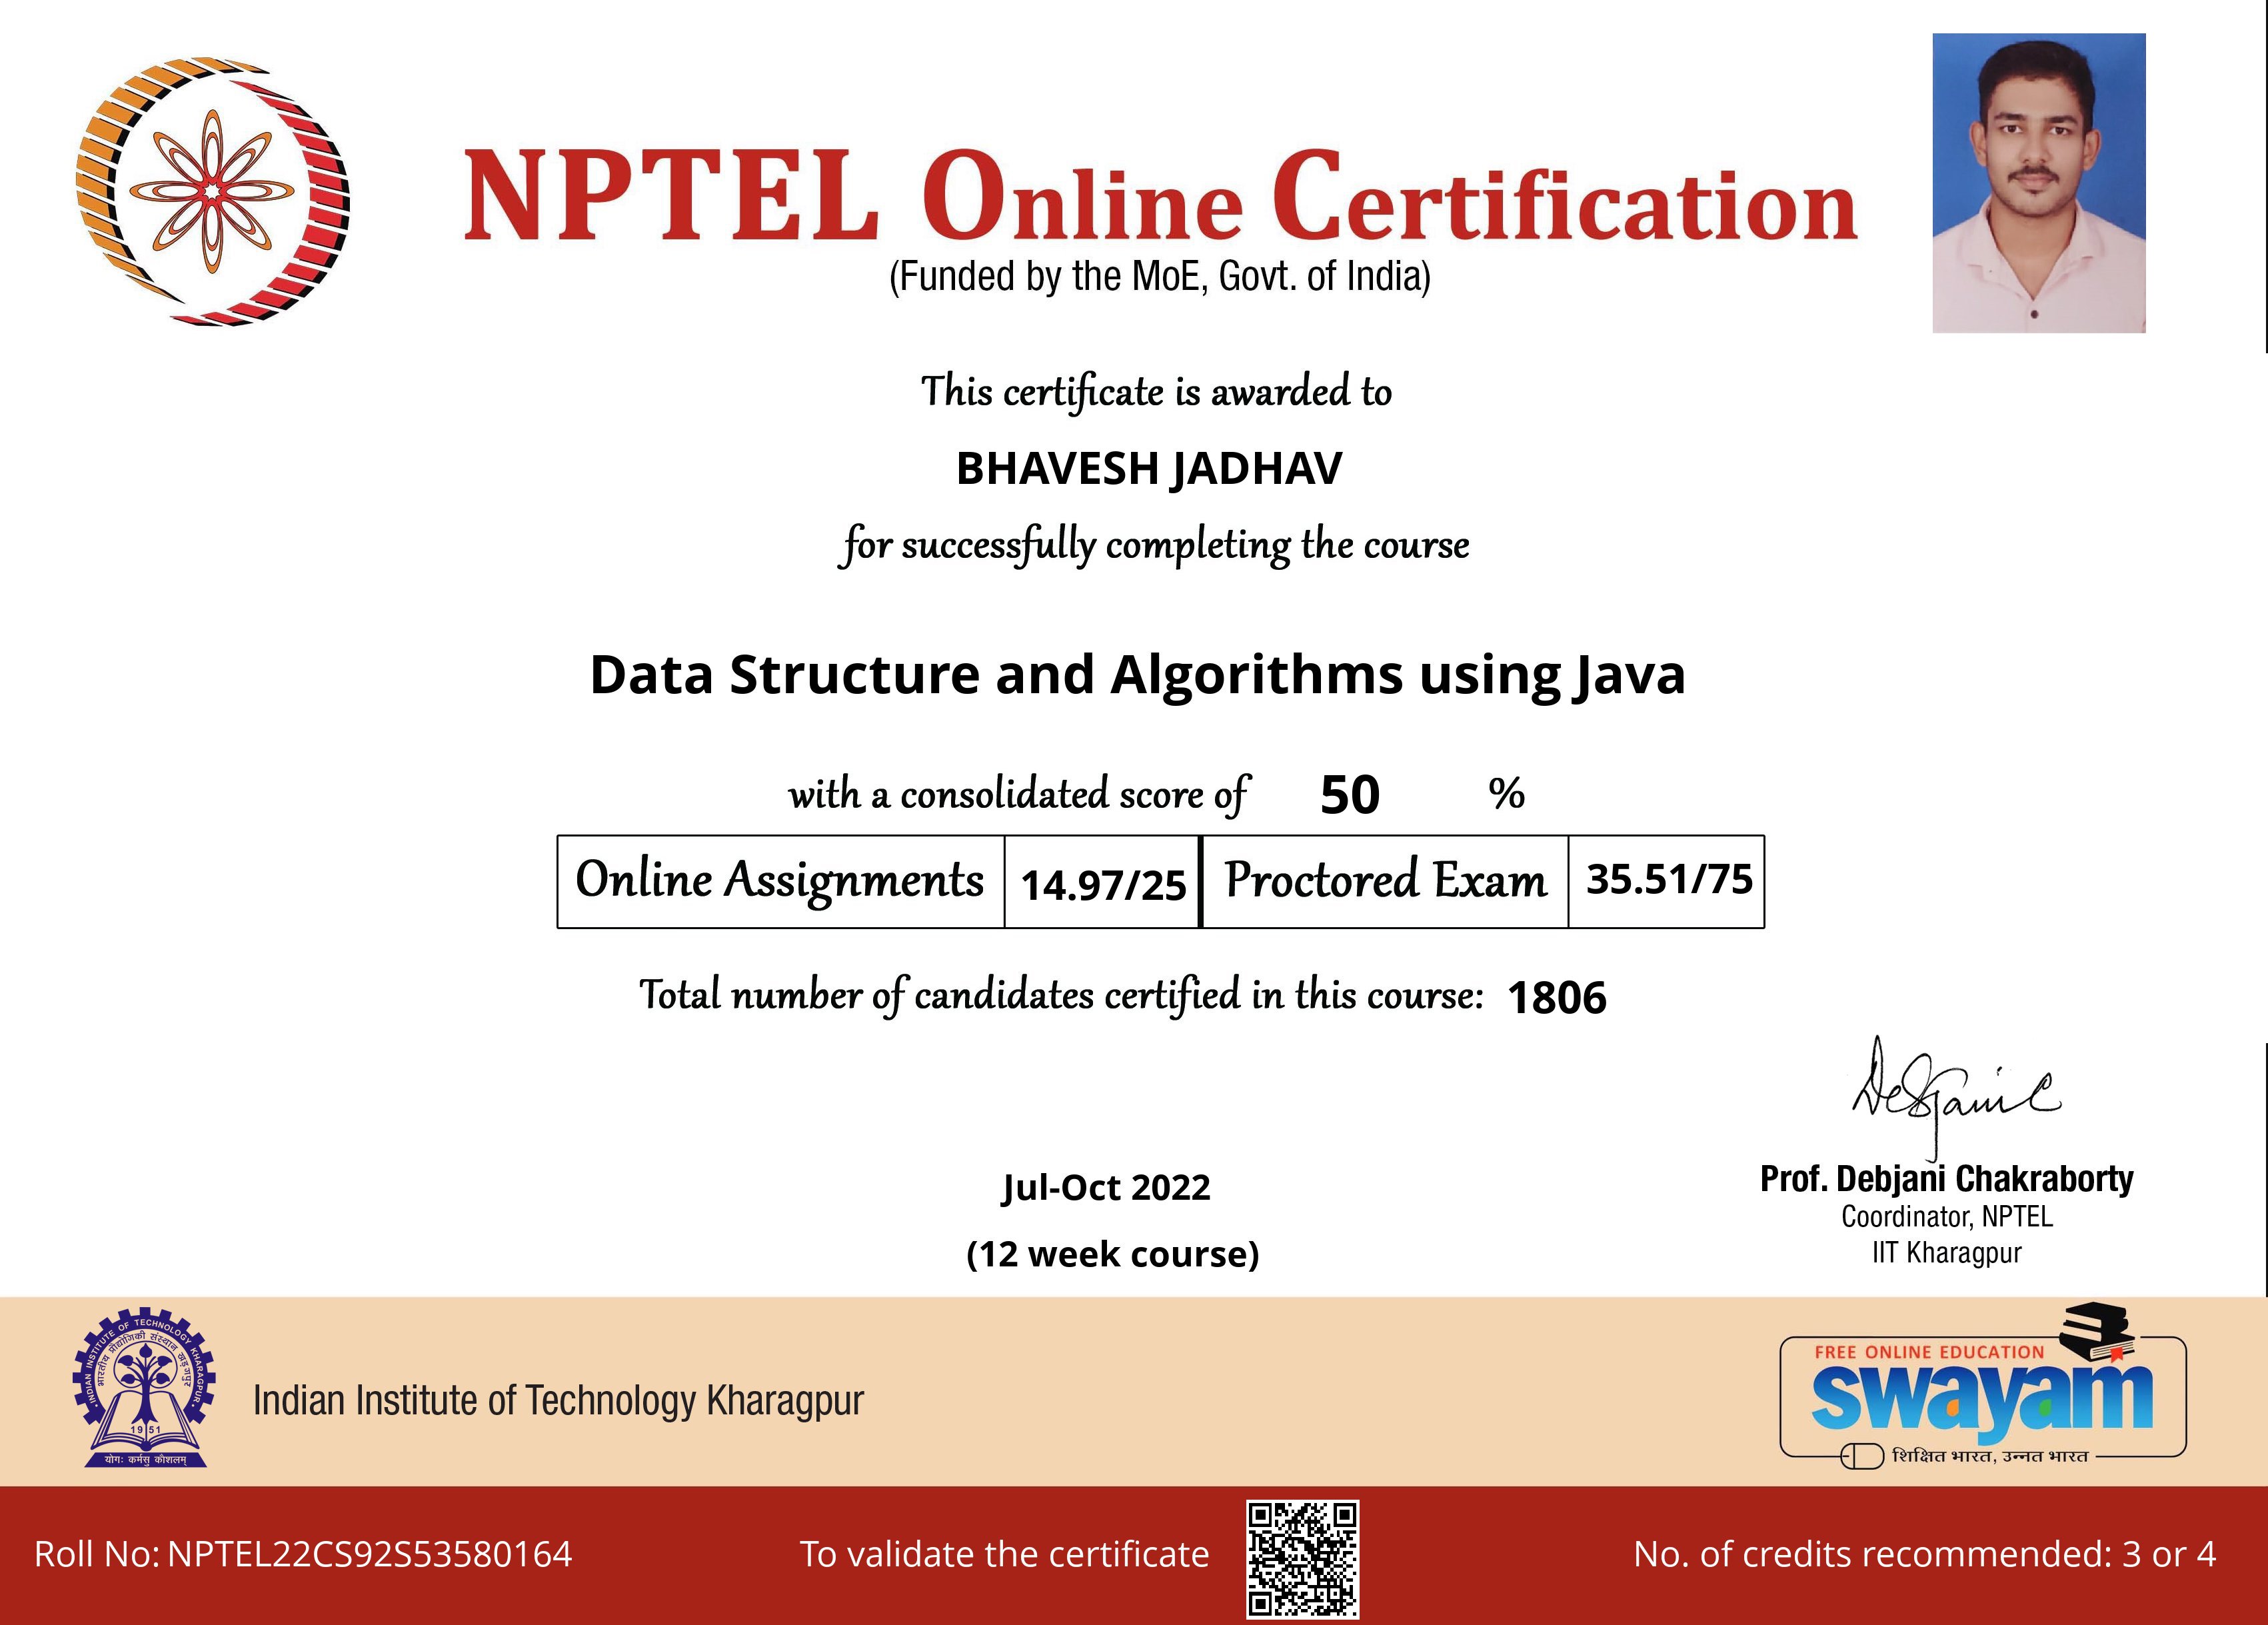 NPTEL Online Certification
(Funded by the MoE, Govt. of India)
This certificate is awarded to
BHAVESH JADHAV
for successfully completing the course
Data Structure and Algorithms using Java
with a consolidated score of 50 %
Online Assignments 14.97/25 Proctored Exam 35.51/75
Total number of candidates certified in this course: 1806
Jul-Oct 2022
(12 week course)
Prof. Debjani Chakraborty
Coordinator, NPTEL
IIT Kharagpur
INDIAN INSTITUTE OF TECHNOLOGY KHARAGPUR
भारतीय प्रौद्योगिकी संस्थान खड़गपुर
1951
योगः कर्मसु कौशलम्
Indian Institute of Technology Kharagpur
FREE ONLINE EDUCATION
swayam
शिक्षित भारत, उन्नत भारत
Roll No: NPTEL22CS92S53580164
To validate the certificate
No. of credits recommended: 3 or 4